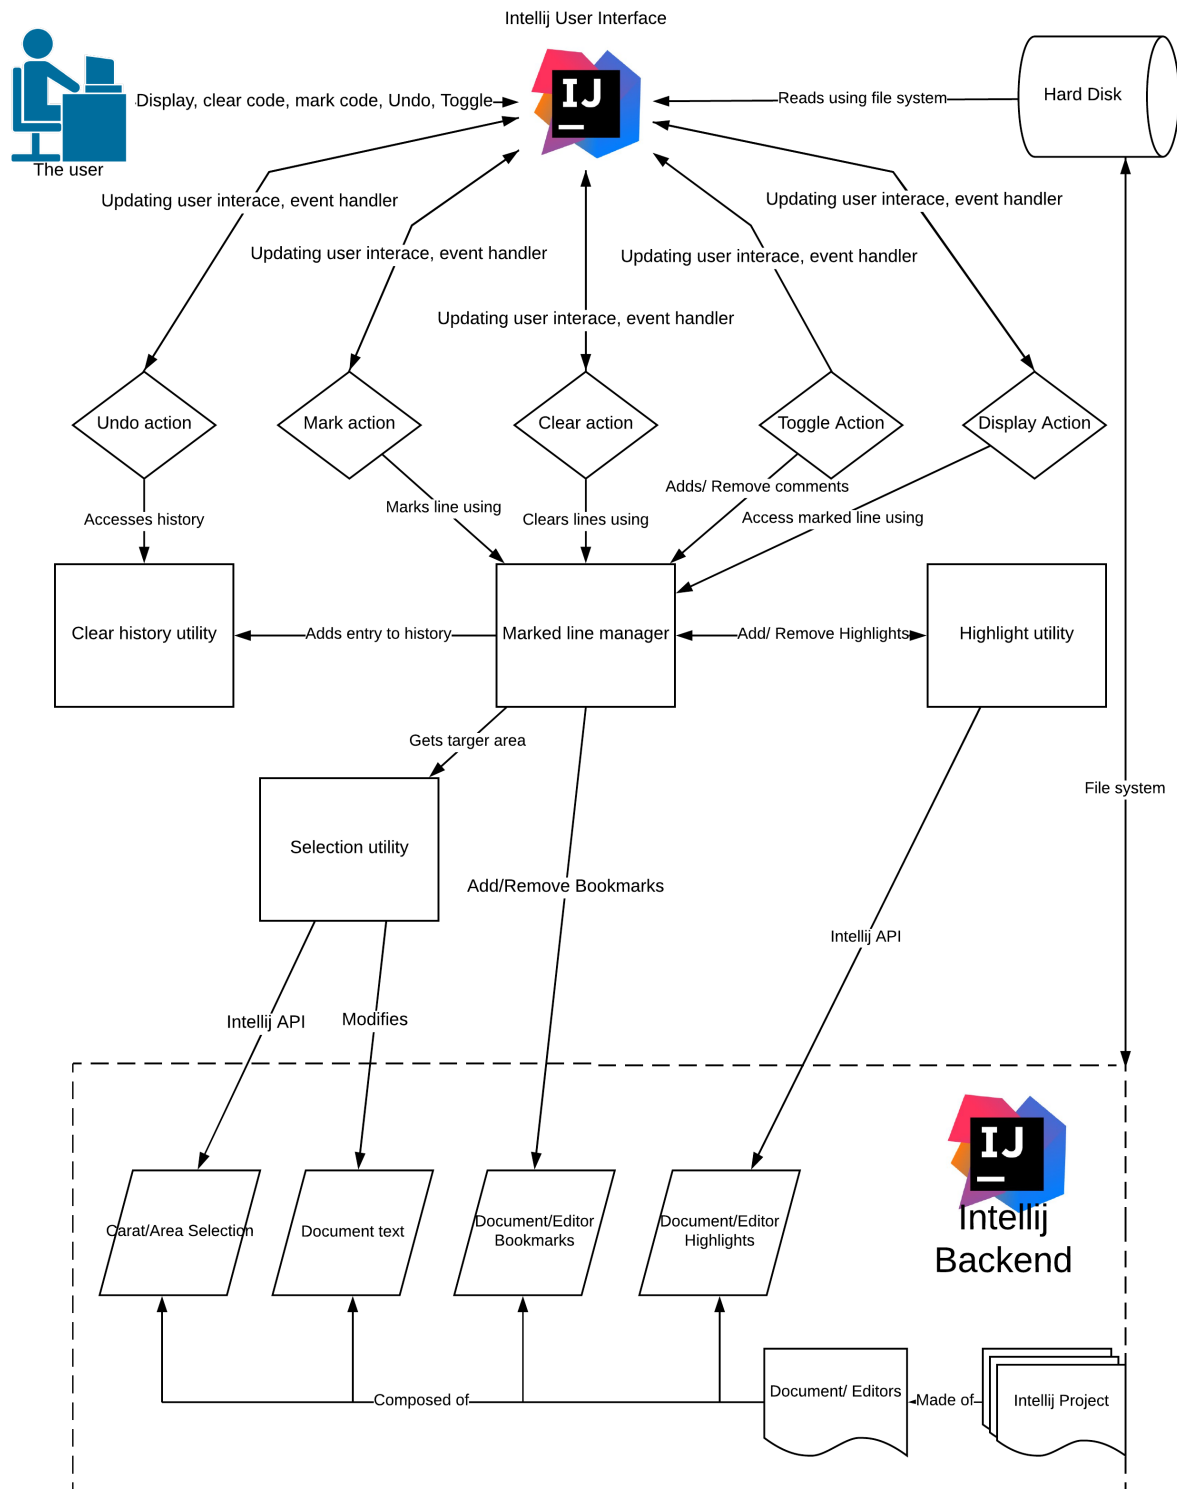 Intellij User Interface
IJ
Display, clear code, mark code, Undo, Toggle
Reads using file system
Hard Disk
The user
Updating user interace, event handler
Updating user interace, event handler
Updating user interace, event handler
Updating user interace, event handler
Updating user interace, event handler
Undo action
Mark action
Clear action
Toggle Action
Display Action
Accesses history
Marks line using
Clears lines using
Adds/ Remove comments
Access marked line using
Clear history utility
Adds entry to history
Marked line manager
Add/ Remove Highlights
Highlight utility
Gets targer area
File system
Selection utility
Add/Remove Bookmarks
Intellij API
Intellij API
Modifies
IJ
Intellij
Backend
Carat/Area Selection
Document text
Document/Editor
Bookmarks
Document/Editor
Highlights
Composed of
Document/ Editors
Made of
Intellij Project